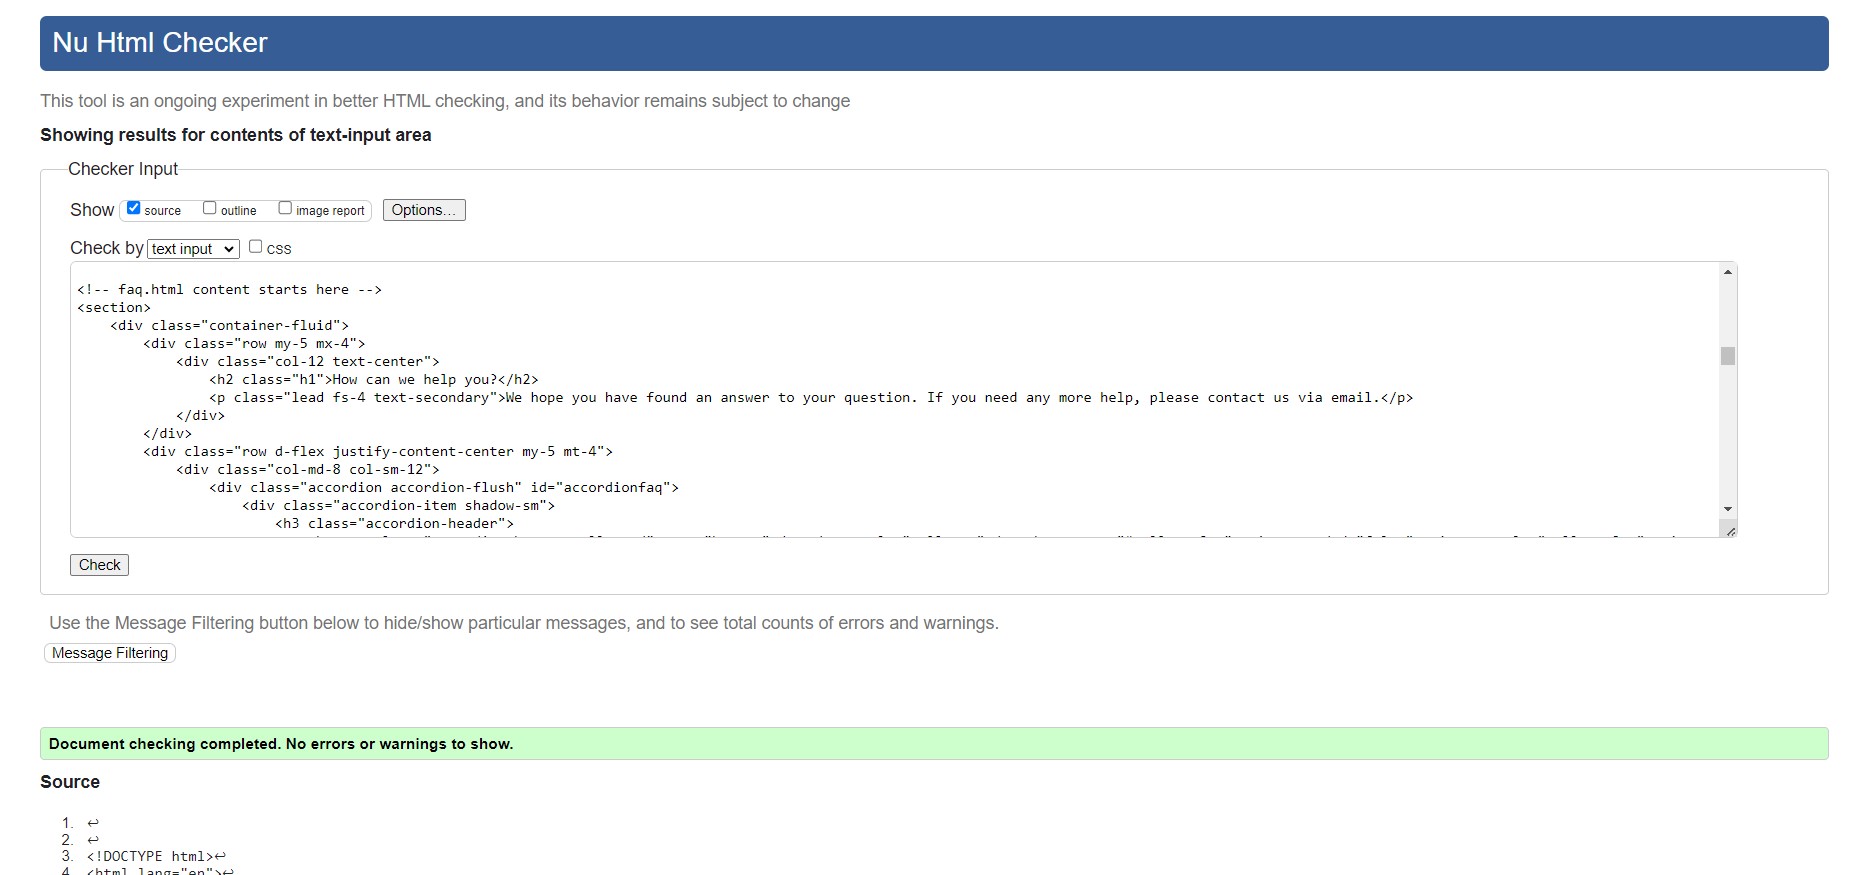 Nu Html Checker
This tool is an ongoing experiment in better HTML checking, and its behavior remains subject to change
Showing results for contents of text-input area
Checker Input
Show source outline image report Options...
Check by text input css
<!-- faq.html content starts here -->
<section>
<div class="container-fluid">
<div class="row my-5 mx-4">
<div class="col-12 text-center">
<h2 class="h1">How can we help you?</h2>
<p class="lead fs-4 text-secondary">We hope you have found an answer to your question. If you need any more help, please contact us via email.</p>
</div>
</div>
<div class="row d-flex justify-content-center my-5 mt-4">
<div class="col-md-8 col-sm-12">
<div class="accordion accordion-flush" id="accordionfaq">
<div class="accordion-item shadow-sm">
<h3 class="accordion-header">
Check
Use the Message Filtering button below to hide/show particular messages, and to see total counts of errors and warnings.
Message Filtering
Document checking completed. No errors or warnings to show.
Source
1. ↩
2. ↩
3. <!DOCTYPE html>↩
4. <html lang="en">↩